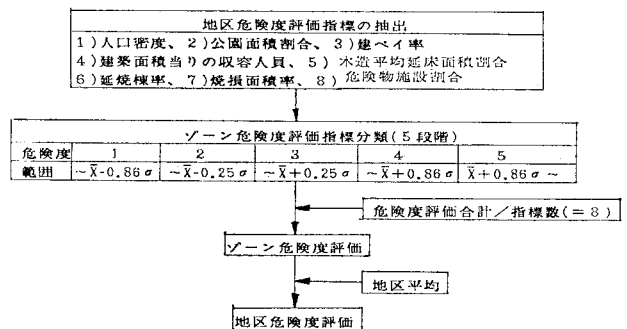 地区危険度評価指標の抽出
1)人口密度、2)公園面積割合、3)建ペイ率
4)建築面積当りの収容人員、5)木造平均延床面積割合
6)延焼棟率、7)焼損面積率、8)危険物施設割合
ゾーン危険度評価指標分類(5段階)
危険度 1 2 3 4 5
範囲 ~X̄-0.86σ ~X̄-0.25σ ~X̄+0.25σ ~X̄+0.86σ X̄+0.86σ~
危険度評価合計/指標数(=8)
ゾーン危険度評価
地区平均
地区危険度評価